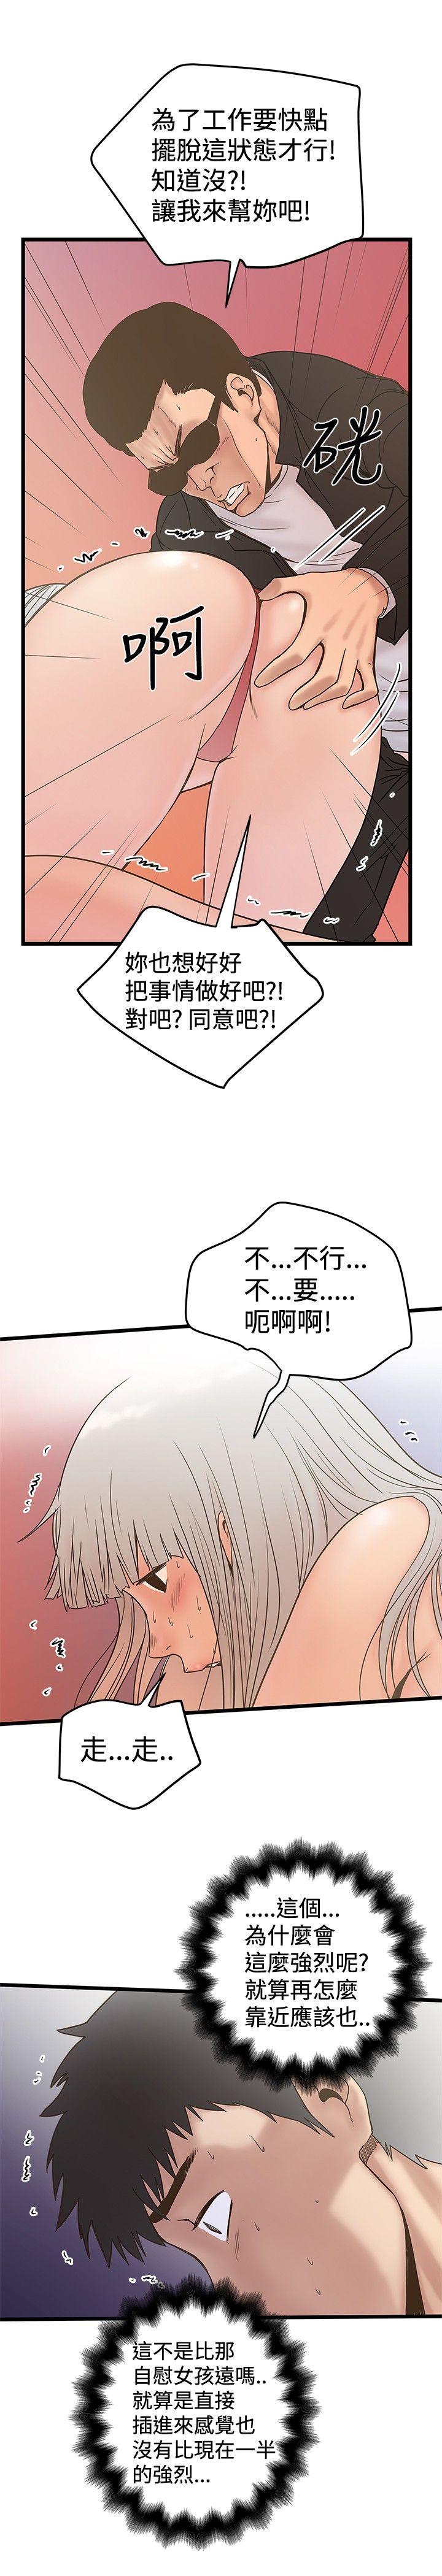 為了工作要快點
擺脫這狀態才行!
知道沒?!
讓我來幫妳吧!
硄
啊
妳也想好好
把事情做好吧?!
對吧? 同意吧?!
不...不行...
不...要.....
呃啊啊!
走...走..
.....這個...
為什麼會
這麼強烈呢?
就算再怎麼
靠近應該也..
這不是比那
自慰女孩遠嗎..
就算是直接
插進來感覺也
沒有比現在一半
的強烈...